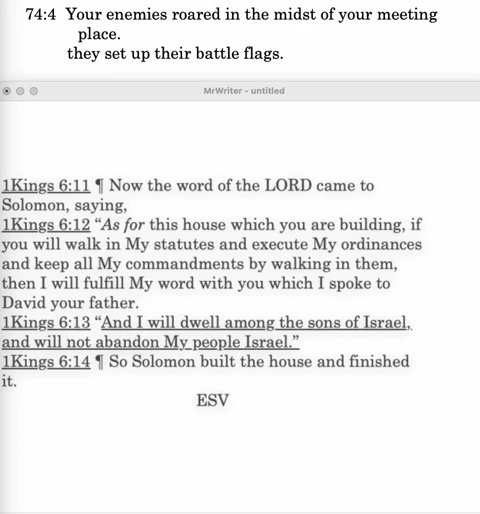 74:4 Your enemies roared in the midst of your meeting
place.
they set up their battle flags.
MrWriter - untitled
1Kings 6:11 ¶ Now the word of the LORD came to
Solomon, saying,
1Kings 6:12 “As for this house which you are building, if
you will walk in My statutes and execute My ordinances
and keep all My commandments by walking in them,
then I will fulfill My word with you which I spoke to
David your father.
1Kings 6:13 “And I will dwell among the sons of Israel,
and will not abandon My people Israel.”
1Kings 6:14 ¶ So Solomon built the house and finished
it.
ESV